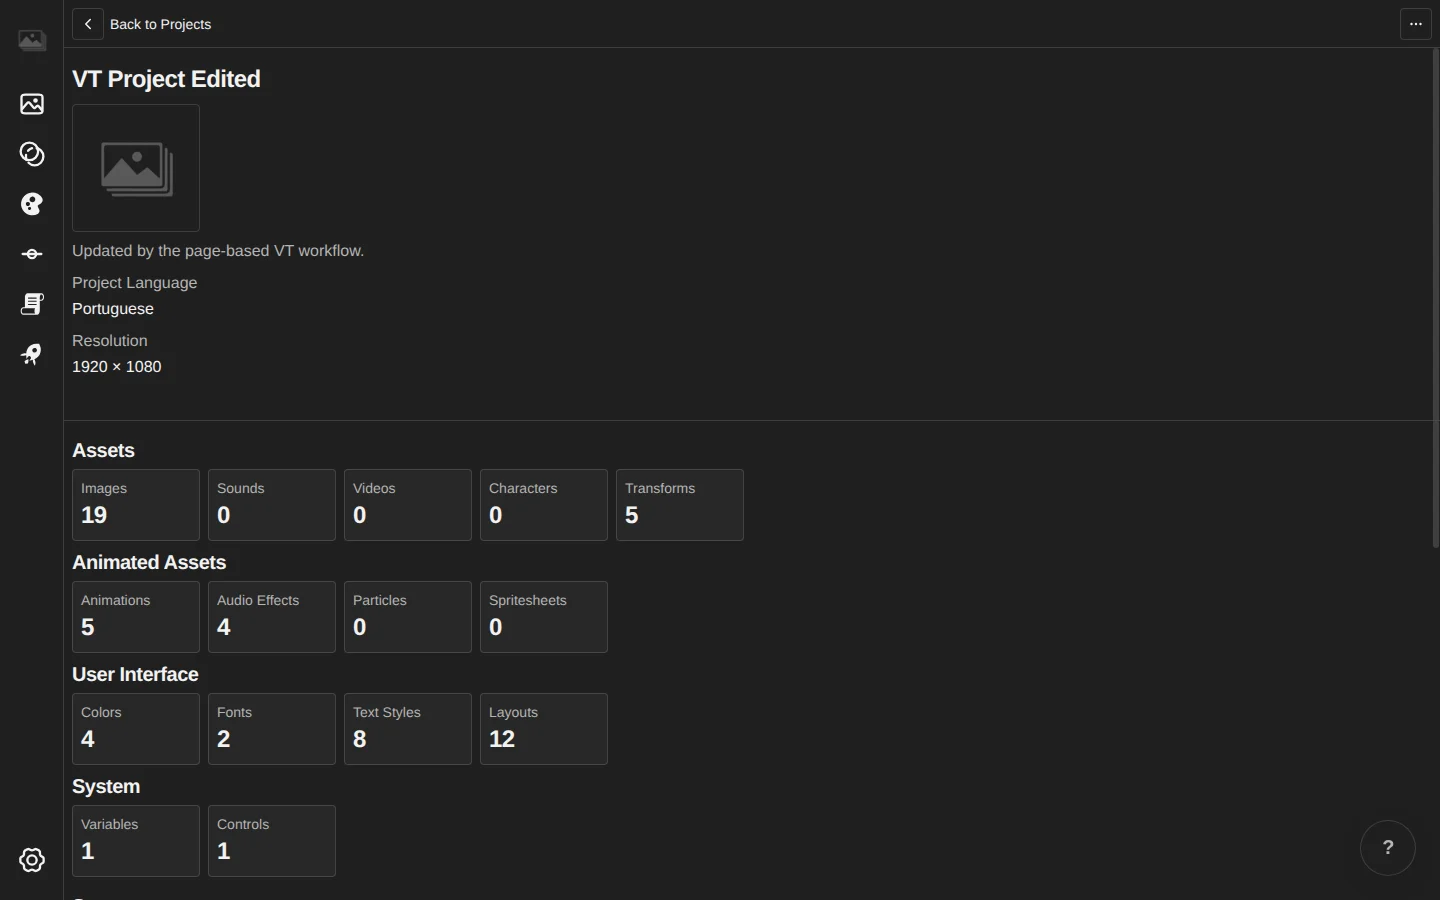 Back to Projects
VT Project Edited
Updated by the page-based VT workflow.
Project Language
Portuguese
Resolution
1920 × 1080
Assets
Images
19
Sounds
0
Videos
0
Characters
0
Transforms
5
Animated Assets
Animations
5
Audio Effects
4
Particles
0
Spritesheets
0
User Interface
Colors
4
Fonts
2
Text Styles
8
Layouts
12
System
Variables
1
Controls
1
?